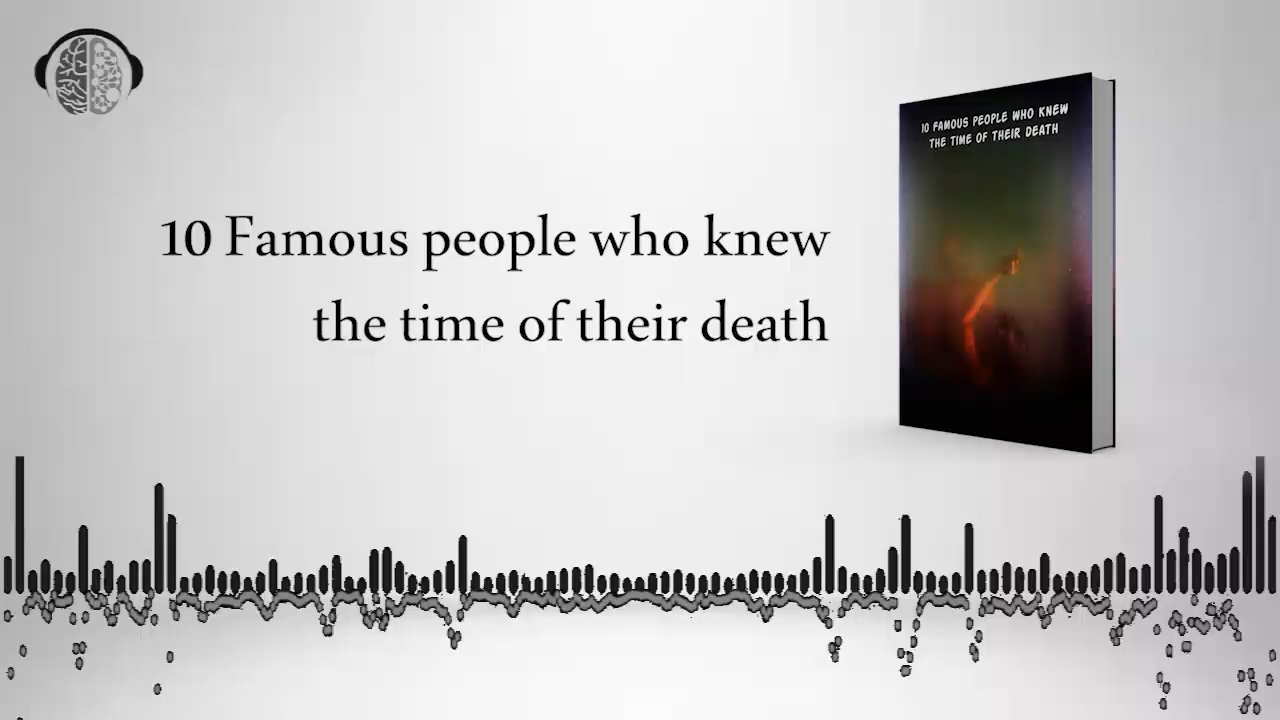 10 Famous people who knew
the time of their death
10 FAMOUS PEOPLE WHO KNEW
THE TIME OF THEIR DEATH